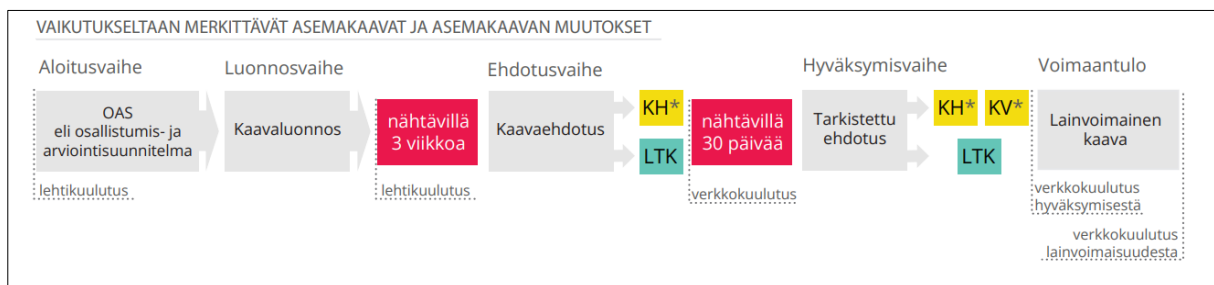 VAIKUTUKSELTAAN MERKITTÄVÄT ASEMAKAAVAT JA ASEMAKAAVAN MUUTOKSET
Aloitusvaihe
OAS
eli osallistumis- ja
arviointisuunnitelma
lehtikuulutus
Luonnosvaihe
Kaavaluonnos
nähtävillä
3 viikkoa
lehtikuulutus
Ehdotusvaihe
Kaavaehdotus
KH*
LTK
nähtävillä
30 päivää
verkkokuulutus
Hyväksymisvaihe
Tarkistettu
ehdotus
KH* KV*
LTK
Voimaantulo
Lainvoimainen
kaava
verkkokuulutus
hyväksymisestä
verkkokuulutus
lainvoimaisuudesta